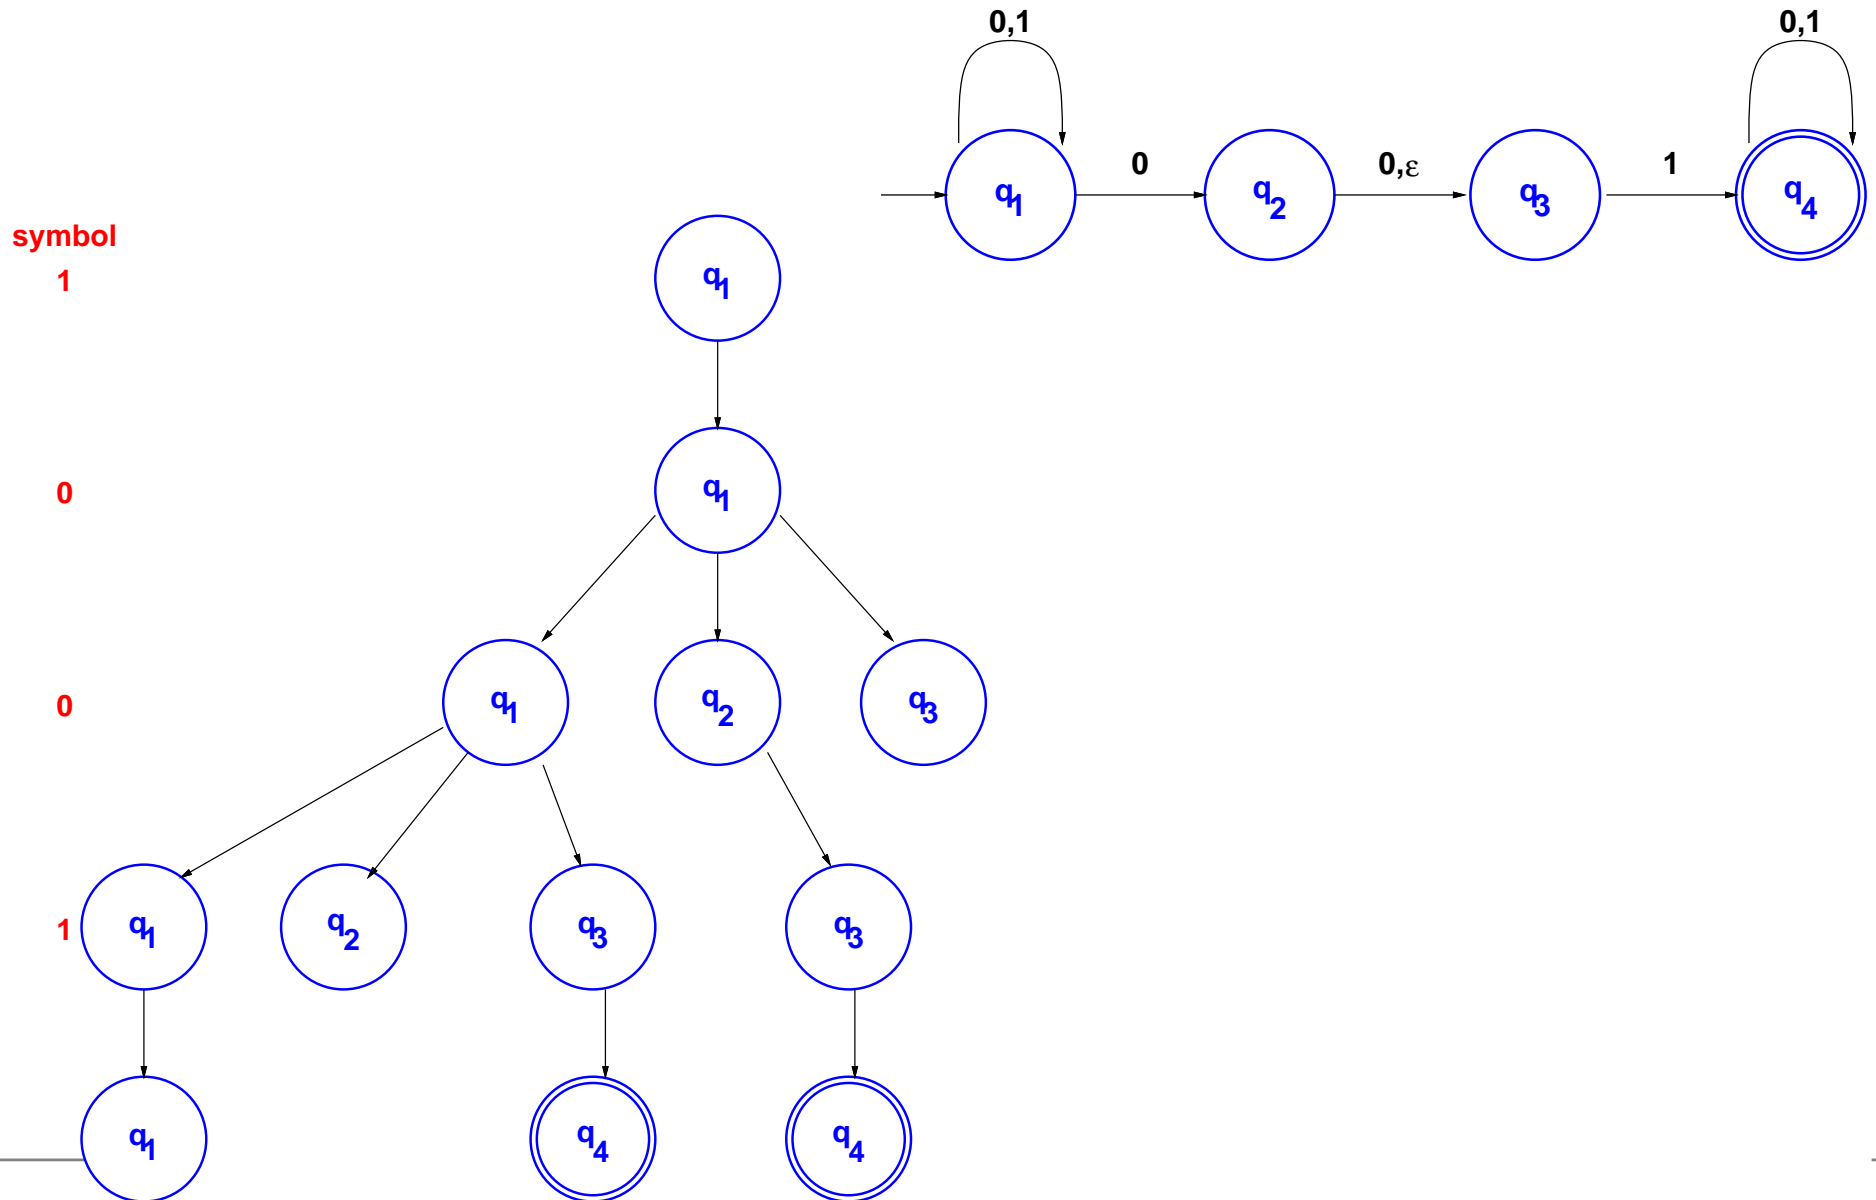 0,1 0,1
q1 0 q2 0,ε q3 1 q4
symbol
1 q1
0 q1
0 q1 q2 q3
1 q1 q2 q3 q3
q1 q4 q4